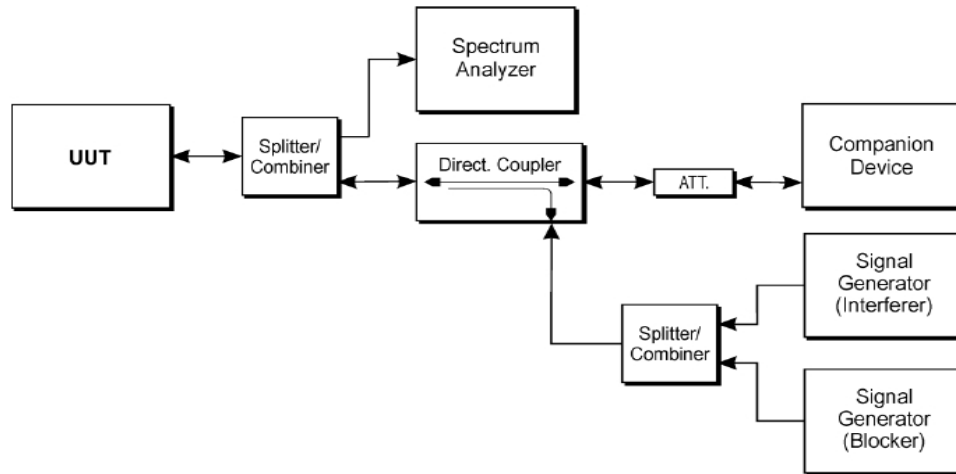 Spectrum
Analyzer
UUT
Splitter/
Combiner
Direct. Coupler
ATT.
Companion
Device
Signal
Generator
(Interferer)
Splitter/
Combiner
Signal
Generator
(Blocker)